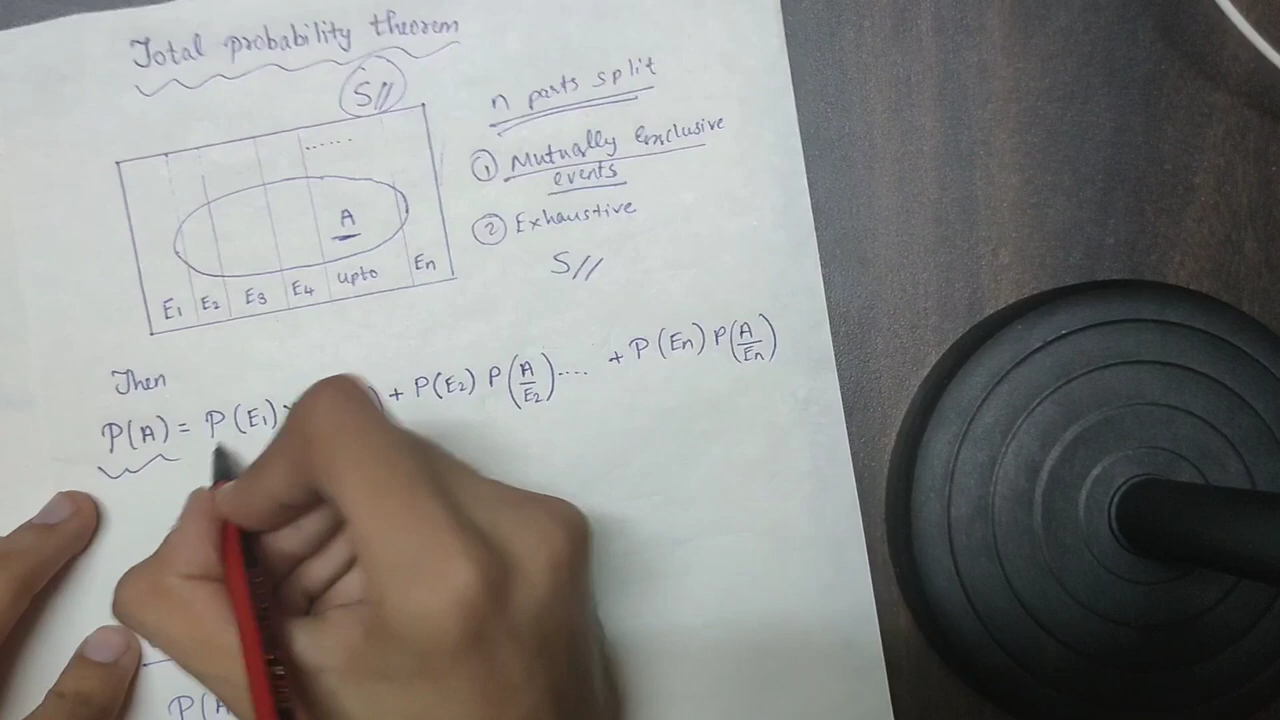 Total probability theorem
S//
n parts split
① Mutually Exclusive
events
② Exhaustive
S//
A
E1 E2 E3 E4 upto En
Then
P(A) = P(E1) ) + P(E2) P(A/E2) .... + P(En) P(A/En)
P(A